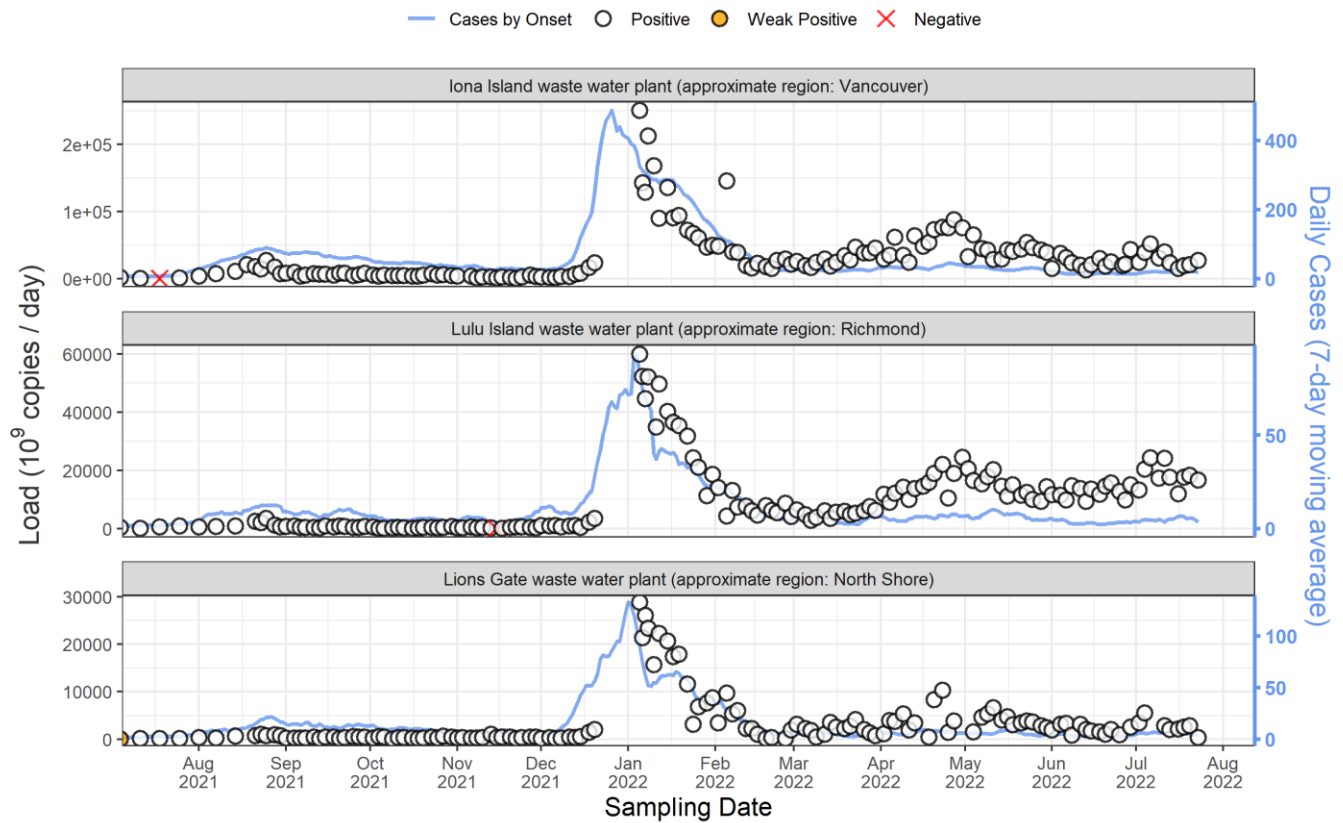 Cases by Onset Positive Weak Positive Negative
Iona Island waste water plant (approximate region: Vancouver)
2e+05
1e+05
0e+00
400
200
0
Lulu Island waste water plant (approximate region: Richmond)
60000
40000
20000
0
50
0
Lions Gate waste water plant (approximate region: North Shore)
30000
20000
10000
0
100
50
0
Load (10⁹ copies / day)
Daily Cases (7-day moving average)
Aug Sep Oct Nov Dec Jan Feb Mar Apr May Jun Jul Aug
2021 2021 2021 2021 2021 2022 2022 2022 2022 2022 2022 2022 2022
Sampling Date